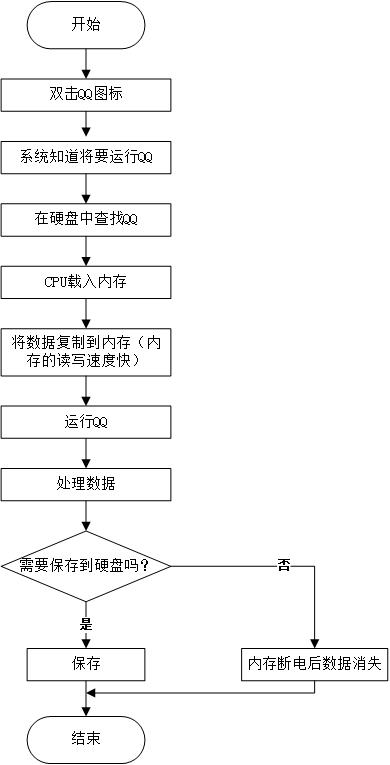 开始
双击QQ图标
系统知道将要运行QQ
在硬盘中查找QQ
CPU载入内存
将数据复制到内存（内
存的读写速度快）
运行QQ
处理数据
需要保存到硬盘吗？
否
是
保存
内存断电后数据消失
结束